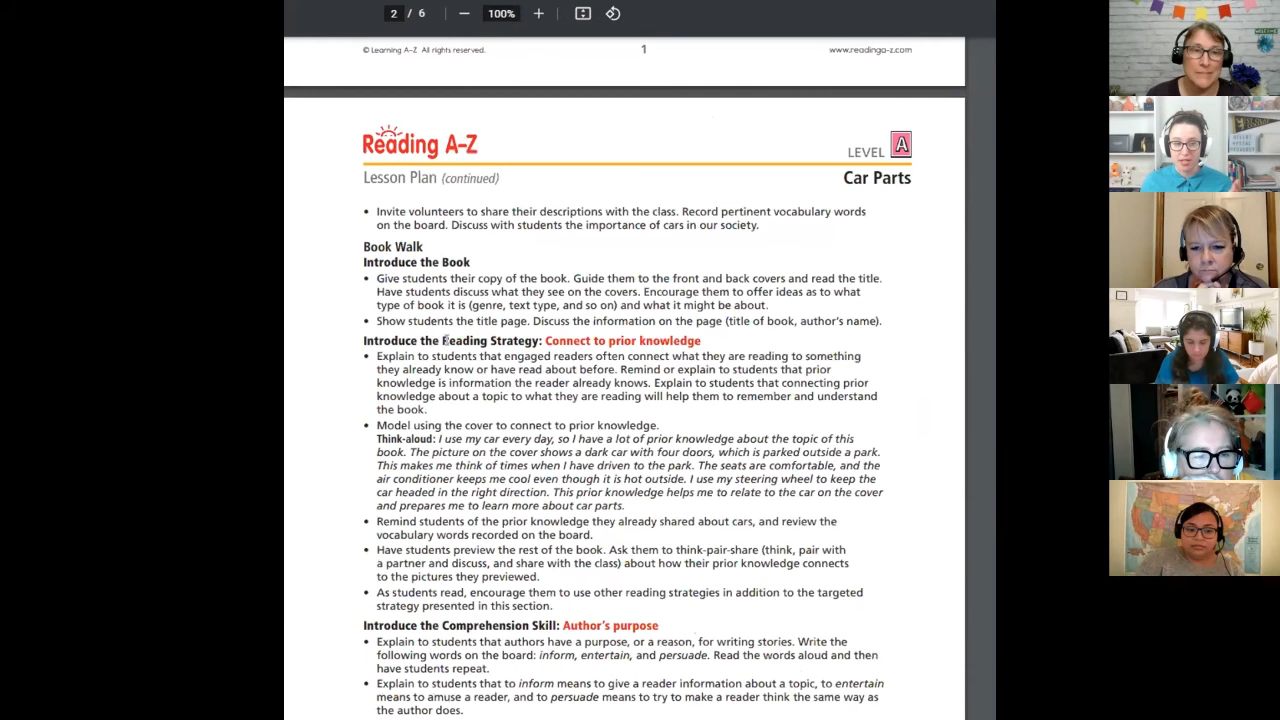 2 / 6 100%
© Learning A–Z All rights reserved. 1 www.readinga-z.com
Reading A–Z LEVEL A
Lesson Plan (continued) Car Parts
• Invite volunteers to share their descriptions with the class. Record pertinent vocabulary words
on the board. Discuss with students the importance of cars in our society.
Book Walk
Introduce the Book
• Give students their copy of the book. Guide them to the front and back covers and read the title.
Have students discuss what they see on the covers. Encourage them to offer ideas as to what
type of book it is (genre, text type, and so on) and what it might be about.
• Show students the title page. Discuss the information on the page (title of book, author's name).
Introduce the Reading Strategy: Connect to prior knowledge
• Explain to students that engaged readers often connect what they are reading to something
they already know or have read about before. Remind or explain to students that prior
knowledge is information the reader already knows. Explain to students that connecting prior
knowledge about a topic to what they are reading will help them to remember and understand
the book.
• Model using the cover to connect to prior knowledge.
Think-aloud: I use my car every day, so I have a lot of prior knowledge about the topic of this
book. The picture on the cover shows a dark car with four doors, which is parked outside a park.
This makes me think of times when I have driven to the park. The seats are comfortable, and the
air conditioner keeps me cool even though it is hot outside. I use my steering wheel to keep the
car headed in the right direction. This prior knowledge helps me to relate to the car on the cover
and prepares me to learn more about car parts.
• Remind students of the prior knowledge they already shared about cars, and review the
vocabulary words recorded on the board.
• Have students preview the rest of the book. Ask them to think-pair-share (think, pair with
a partner and discuss, and share with the class) about how their prior knowledge connects
to the pictures they previewed.
• As students read, encourage them to use other reading strategies in addition to the targeted
strategy presented in this section.
Introduce the Comprehension Skill: Author's purpose
• Explain to students that authors have a purpose, or a reason, for writing stories. Write the
following words on the board: inform, entertain, and persuade. Read the words aloud and then
have students repeat.
• Explain to students that to inform means to give a reader information about a topic, to entertain
means to amuse a reader, and to persuade means to try to make a reader think the same way as
the author does.